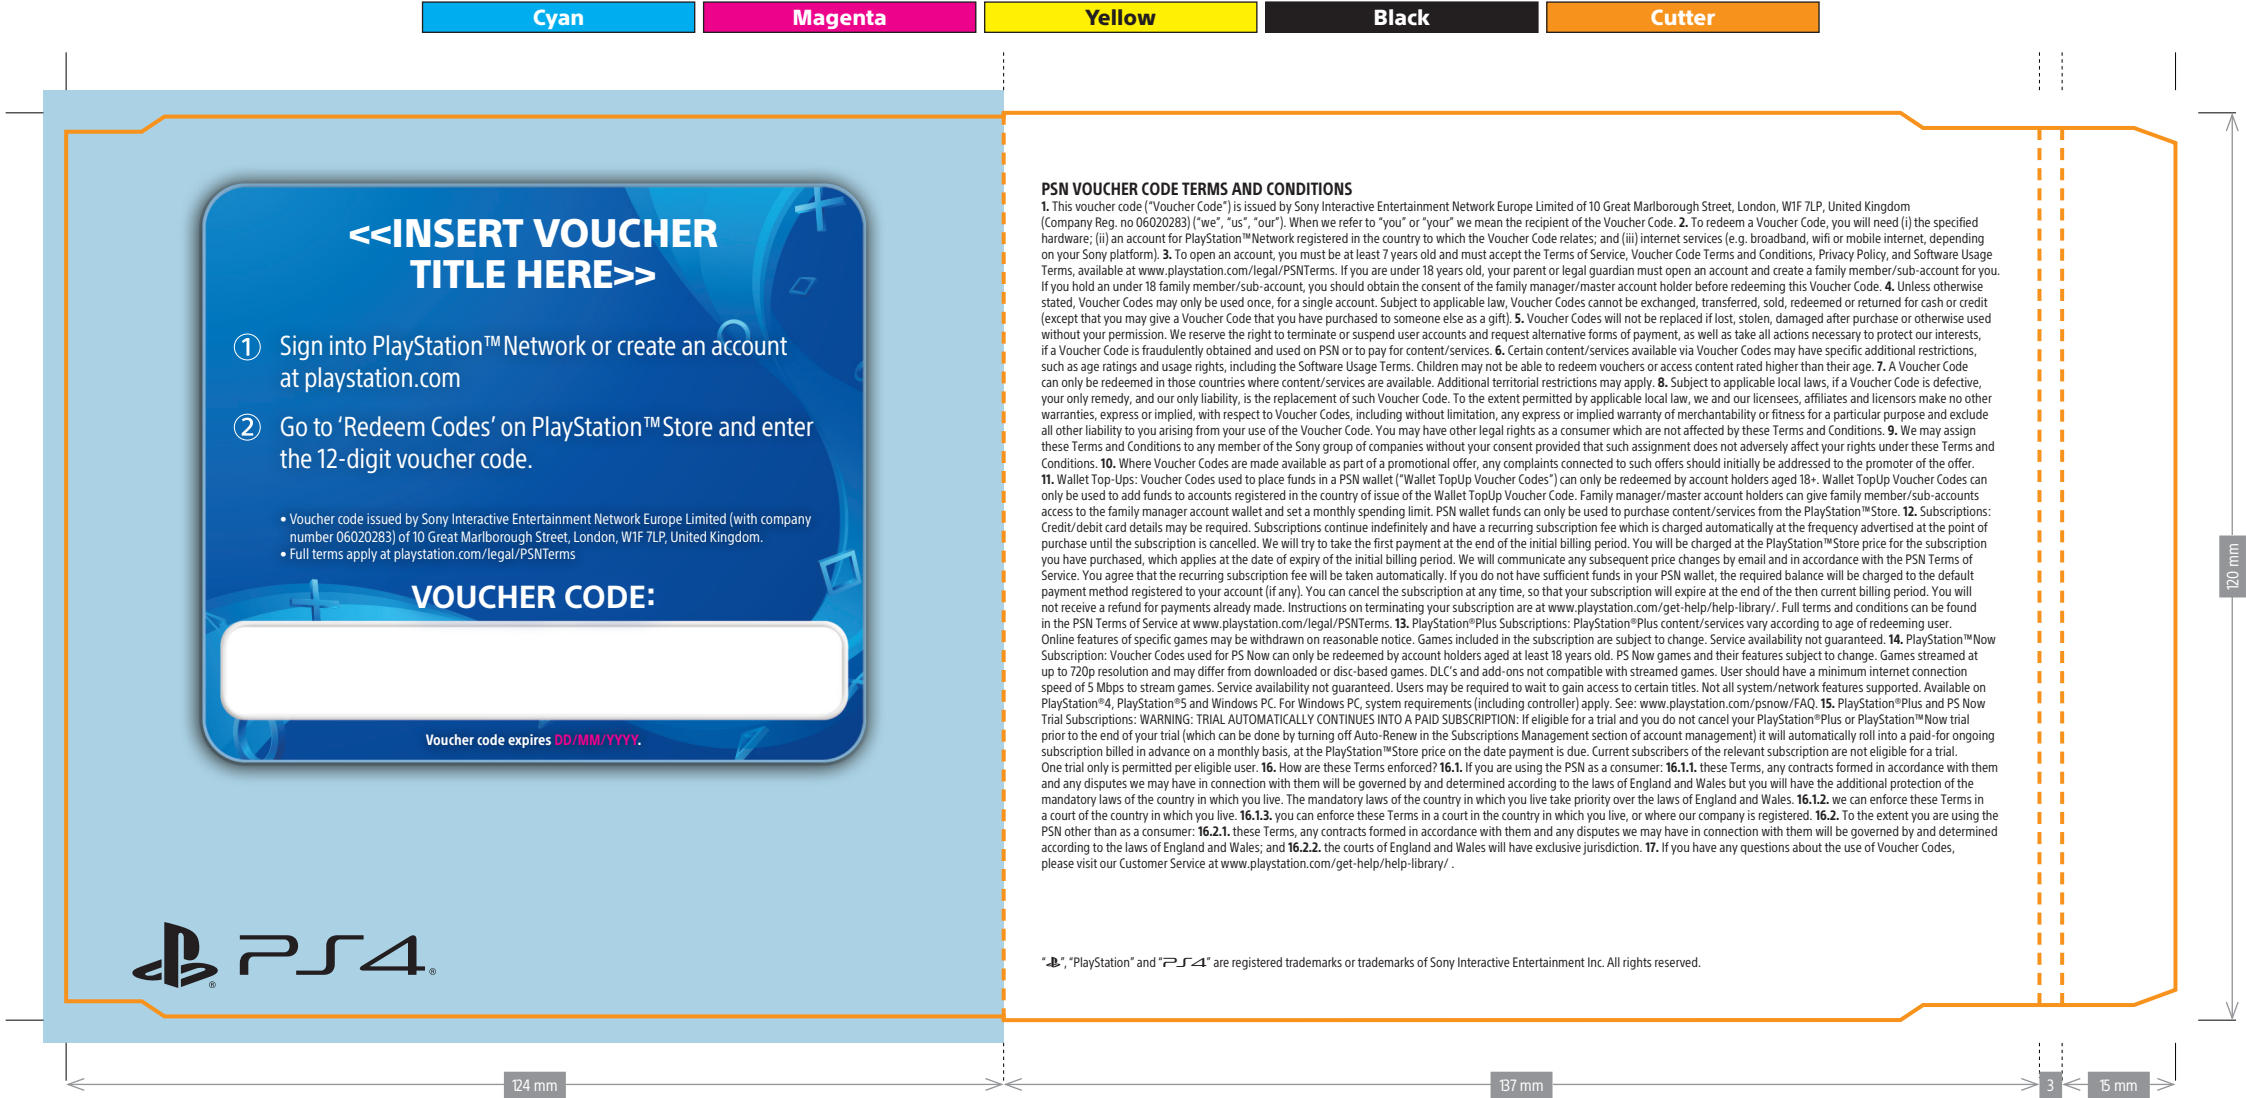 Cyan
Magenta
Yellow
Black
Cutter
<<INSERT VOUCHER
TITLE HERE>>
1 Sign into PlayStation™Network or create an account
at playstation.com
2 Go to ‘Redeem Codes’ on PlayStation™Store and enter
the 12-digit voucher code.
• Voucher code issued by Sony Interactive Entertainment Network Europe Limited (with company
number 06020283) of 10 Great Marlborough Street, London, W1F 7LP, United Kingdom.
• Full terms apply at playstation.com/legal/PSNTerms
VOUCHER CODE:
Voucher code expires DD/MM/YYYY.
PS4®
PSN VOUCHER CODE TERMS AND CONDITIONS
1. This voucher code (“Voucher Code”) is issued by Sony Interactive Entertainment Network Europe Limited of 10 Great Marlborough Street, London, W1F 7LP, United Kingdom
(Company Reg. no 06020283) (“we”, “us”, “our”). When we refer to “you” or “your” we mean the recipient of the Voucher Code. 2. To redeem a Voucher Code, you will need (i) the specified
hardware; (ii) an account for PlayStation™Network registered in the country to which the Voucher Code relates; and (iii) internet services (e.g. broadband, wifi or mobile internet, depending
on your Sony platform). 3. To open an account, you must be at least 7 years old and must accept the Terms of Service, Voucher Code Terms and Conditions, Privacy Policy, and Software Usage
Terms, available at www.playstation.com/legal/PSNTerms. If you are under 18 years old, your parent or legal guardian must open an account and create a family member/sub-account for you.
If you hold an under 18 family member/sub-account, you should obtain the consent of the family manager/master account holder before redeeming this Voucher Code. 4. Unless otherwise
stated, Voucher Codes may only be used once, for a single account. Subject to applicable law, Voucher Codes cannot be exchanged, transferred, sold, redeemed or returned for cash or credit
(except that you may give a Voucher Code that you have purchased to someone else as a gift). 5. Voucher Codes will not be replaced if lost, stolen, damaged after purchase or otherwise used
without your permission. We reserve the right to terminate or suspend user accounts and request alternative forms of payment, as well as take all actions necessary to protect our interests,
if a Voucher Code is fraudulently obtained and used on PSN or to pay for content/services. 6. Certain content/services available via Voucher Codes may have specific additional restrictions,
such as age ratings and usage rights, including the Software Usage Terms. Children may not be able to redeem vouchers or access content rated higher than their age. 7. A Voucher Code
can only be redeemed in those countries where content/services are available. Additional territorial restrictions may apply. 8. Subject to applicable local laws, if a Voucher Code is defective,
your only remedy, and our only liability, is the replacement of such Voucher Code. To the extent permitted by applicable local law, we and our licensees, affiliates and licensors make no other
warranties, express or implied, with respect to Voucher Codes, including without limitation, any express or implied warranty of merchantability or fitness for a particular purpose and exclude
all other liability to you arising from your use of the Voucher Code. You may have other legal rights as a consumer which are not affected by these Terms and Conditions. 9. We may assign
these Terms and Conditions to any member of the Sony group of companies without your consent provided that such assignment does not adversely affect your rights under these Terms and
Conditions. 10. Where Voucher Codes are made available as part of a promotional offer, any complaints connected to such offers should initially be addressed to the promoter of the offer.
11. Wallet Top-Ups: Voucher Codes used to place funds in a PSN wallet (“Wallet TopUp Voucher Codes”) can only be redeemed by account holders aged 18+. Wallet TopUp Voucher Codes can
only be used to add funds to accounts registered in the country of issue of the Wallet TopUp Voucher Code. Family manager/master account holders can give family member/sub-accounts
access to the family manager account wallet and set a monthly spending limit. PSN wallet funds can only be used to purchase content/services from the PlayStation™Store. 12. Subscriptions:
Credit/debit card details may be required. Subscriptions continue indefinitely and have a recurring subscription fee which is charged automatically at the frequency advertised at the point of
purchase until the subscription is cancelled. We will try to take the first payment at the end of the initial billing period. You will be charged at the PlayStation™Store price for the subscription
you have purchased, which applies at the date of expiry of the initial billing period. We will communicate any subsequent price changes by email and in accordance with the PSN Terms of
Service. You agree that the recurring subscription fee will be taken automatically. If you do not have sufficient funds in your PSN wallet, the required balance will be charged to the default
payment method registered to your account (if any). You can cancel the subscription at any time, so that your subscription will expire at the end of the then current billing period. You will
not receive a refund for payments already made. Instructions on terminating your subscription are at www.playstation.com/get-help/help-library/. Full terms and conditions can be found
in the PSN Terms of Service at www.playstation.com/legal/PSNTerms. 13. PlayStation®Plus Subscriptions: PlayStation®Plus content/services vary according to age of redeeming user.
Online features of specific games may be withdrawn on reasonable notice. Games included in the subscription are subject to change. Service availability not guaranteed. 14. PlayStation™Now
Subscription: Voucher Codes used for PS Now can only be redeemed by account holders aged at least 18 years old. PS Now games and their features subject to change. Games streamed at
up to 720p resolution and may differ from downloaded or disc-based games. DLC’s and add-ons not compatible with streamed games. User should have a minimum internet connection
speed of 5 Mbps to stream games. Service availability not guaranteed. Users may be required to wait to gain access to certain titles. Not all system/network features supported. Available on
PlayStation®4, PlayStation®5 and Windows PC. For Windows PC, system requirements (including controller) apply. See: www.playstation.com/psnow/FAQ. 15. PlayStation®Plus and PS Now
Trial Subscriptions: WARNING: TRIAL AUTOMATICALLY CONTINUES INTO A PAID SUBSCRIPTION: If eligible for a trial and you do not cancel your PlayStation®Plus or PlayStation™Now trial
prior to the end of your trial (which can be done by turning off Auto-Renew in the Subscriptions Management section of account management) it will automatically roll into a paid-for ongoing
subscription billed in advance on a monthly basis, at the PlayStation™Store price on the date payment is due. Current subscribers of the relevant subscription are not eligible for a trial.
One trial only is permitted per eligible user. 16. How are these Terms enforced? 16.1. If you are using the PSN as a consumer: 16.1.1. these Terms, any contracts formed in accordance with them
and any disputes we may have in connection with them will be governed by and determined according to the laws of England and Wales but you will have the additional protection of the
mandatory laws of the country in which you live. The mandatory laws of the country in which you live take priority over the laws of England and Wales. 16.1.2. we can enforce these Terms in
a court of the country in which you live. 16.1.3. you can enforce these Terms in a court in the country in which you live, or where our company is registered. 16.2. To the extent you are using the
PSN other than as a consumer: 16.2.1. these Terms, any contracts formed in accordance with them and any disputes we may have in connection with them will be governed by and determined
according to the laws of England and Wales; and 16.2.2. the courts of England and Wales will have exclusive jurisdiction. 17. If you have any questions about the use of Voucher Codes,
please visit our Customer Service at www.playstation.com/get-help/help-library/ .
“PS”, “PlayStation” and “PS4” are registered trademarks or trademarks of Sony Interactive Entertainment Inc. All rights reserved.
120 mm
124 mm
137 mm
3
15 mm